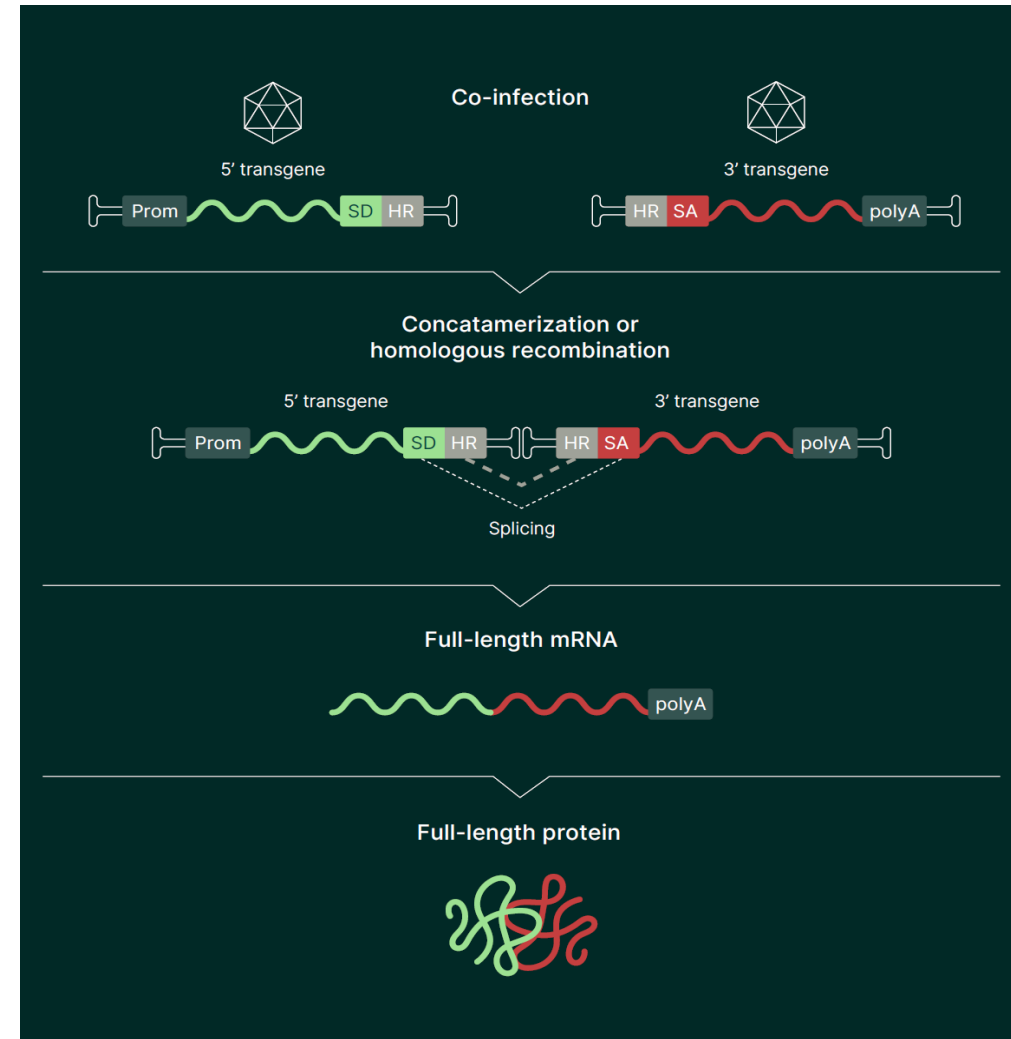 Co-infection
5’ transgene
3’ transgene
Prom SD HR
HR SA polyA
Concatamerization or
homologous recombination
5’ transgene
3’ transgene
Prom SD HR HR SA polyA
Splicing
Full-length mRNA
polyA
Full-length protein